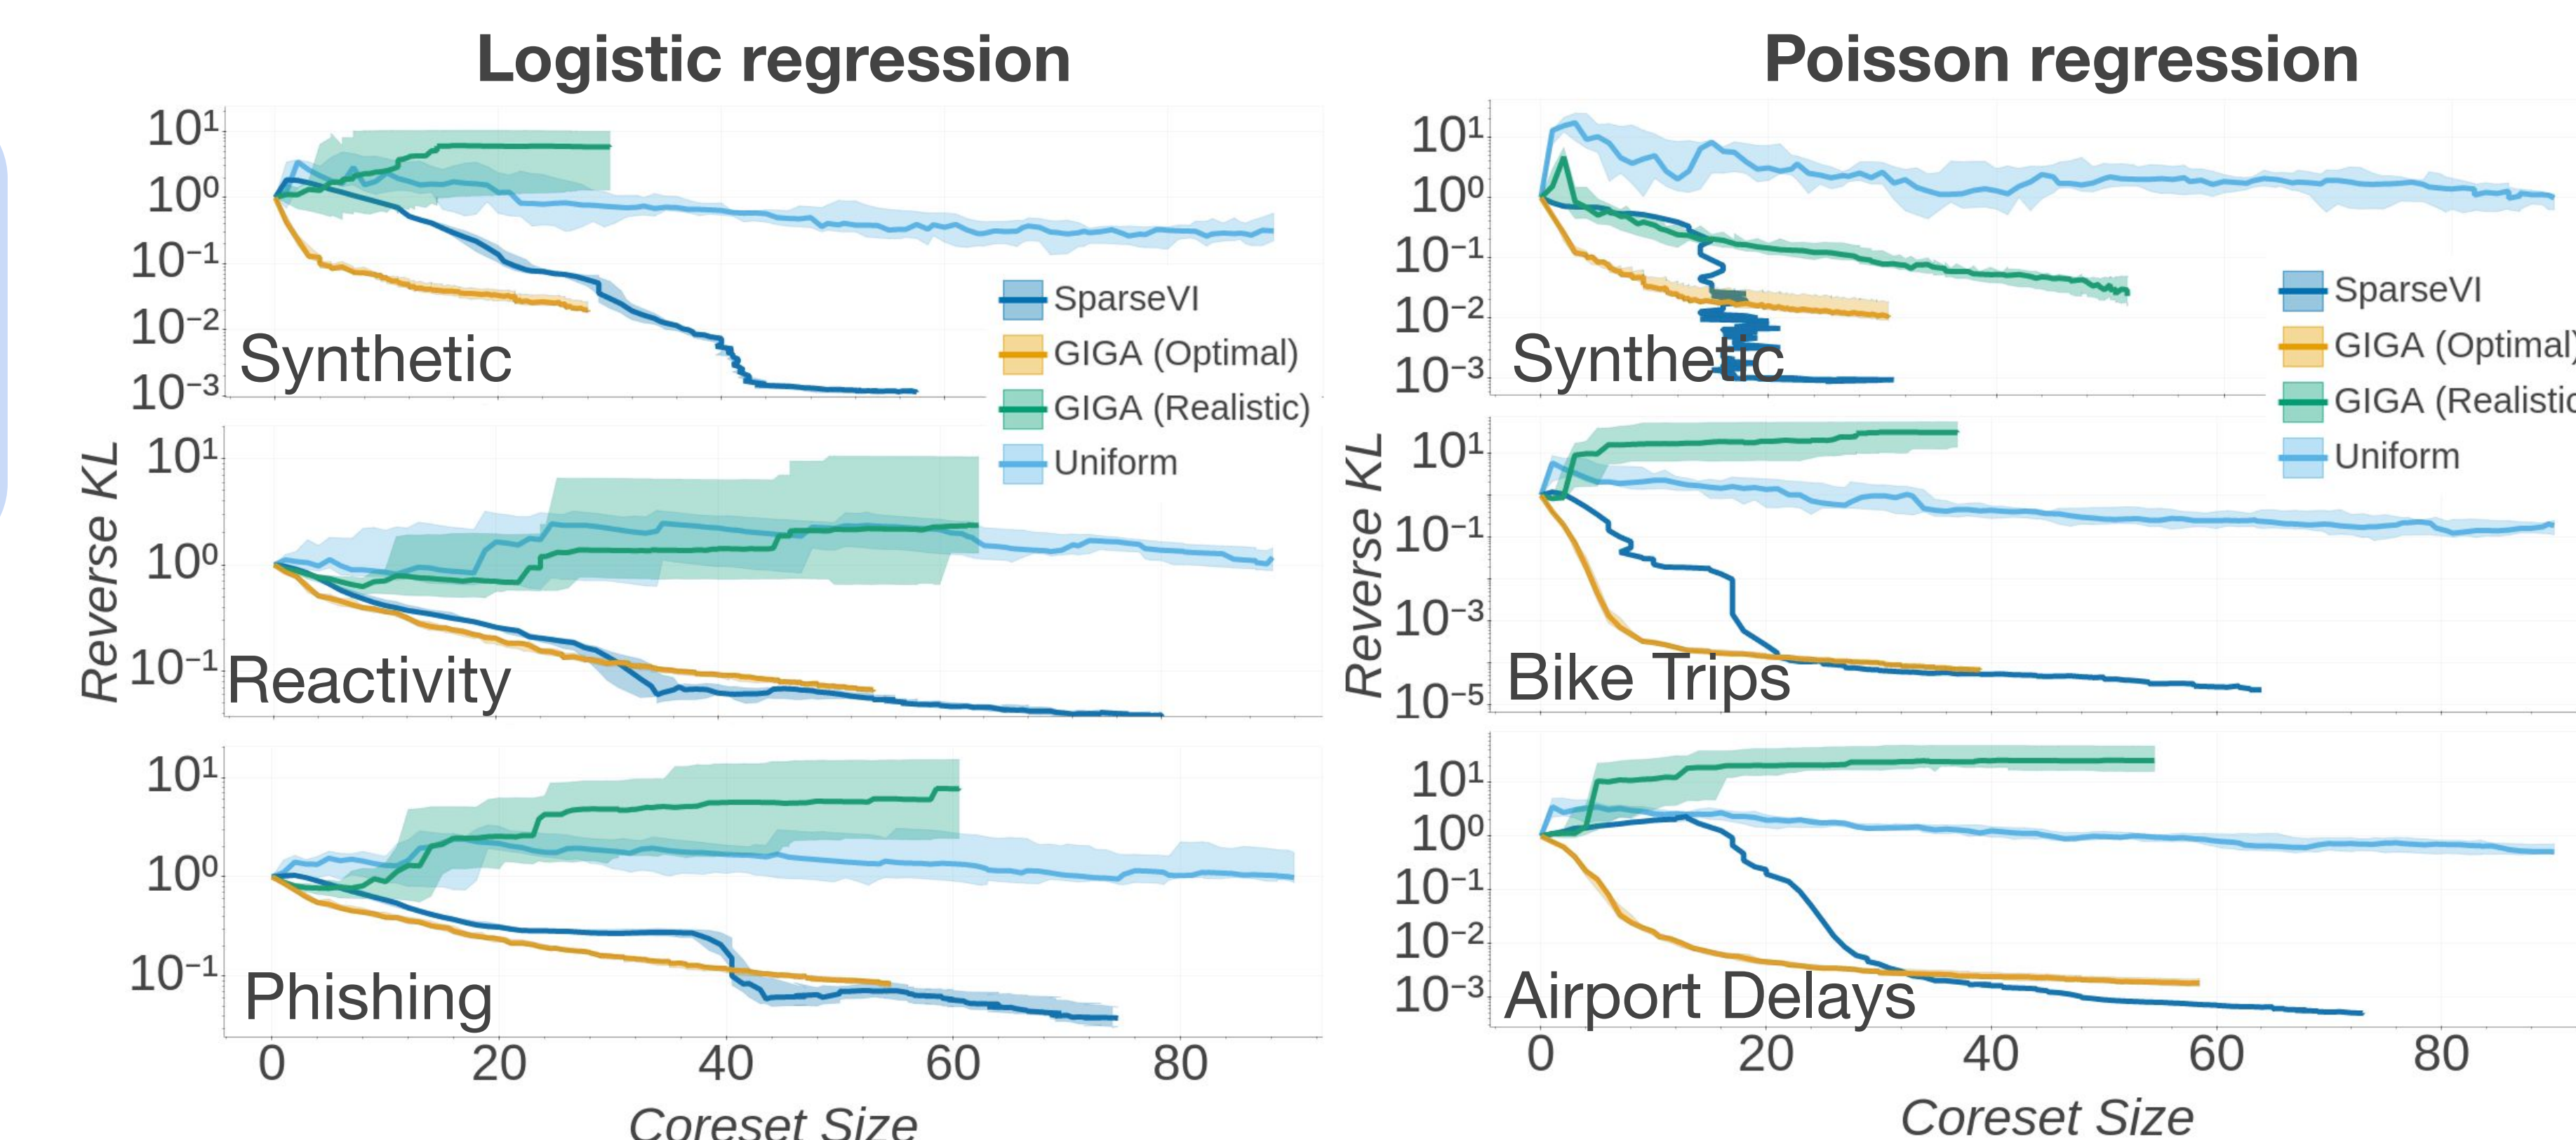 Logistic regression
Poisson regression
10¹
10⁰
10⁻¹
10⁻²
10⁻³
Synthetic
SparseVI
GIGA (Optimal)
GIGA (Realistic)
Uniform
Reverse KL
10¹
10⁰
10⁻¹
Reactivity
10¹
10⁰
10⁻¹
Phishing
0 20 40 60 80
Coreset Size
10¹
10⁰
10⁻¹
10⁻²
10⁻³
Synthetic
SparseVI
GIGA (Optimal)
GIGA (Realistic
Uniform
Reverse KL
10¹
10⁻¹
10⁻³
10⁻⁵
Bike Trips
10¹
10⁰
10⁻¹
10⁻²
10⁻³
Airport Delays
0 20 40 60 80
Coreset Size